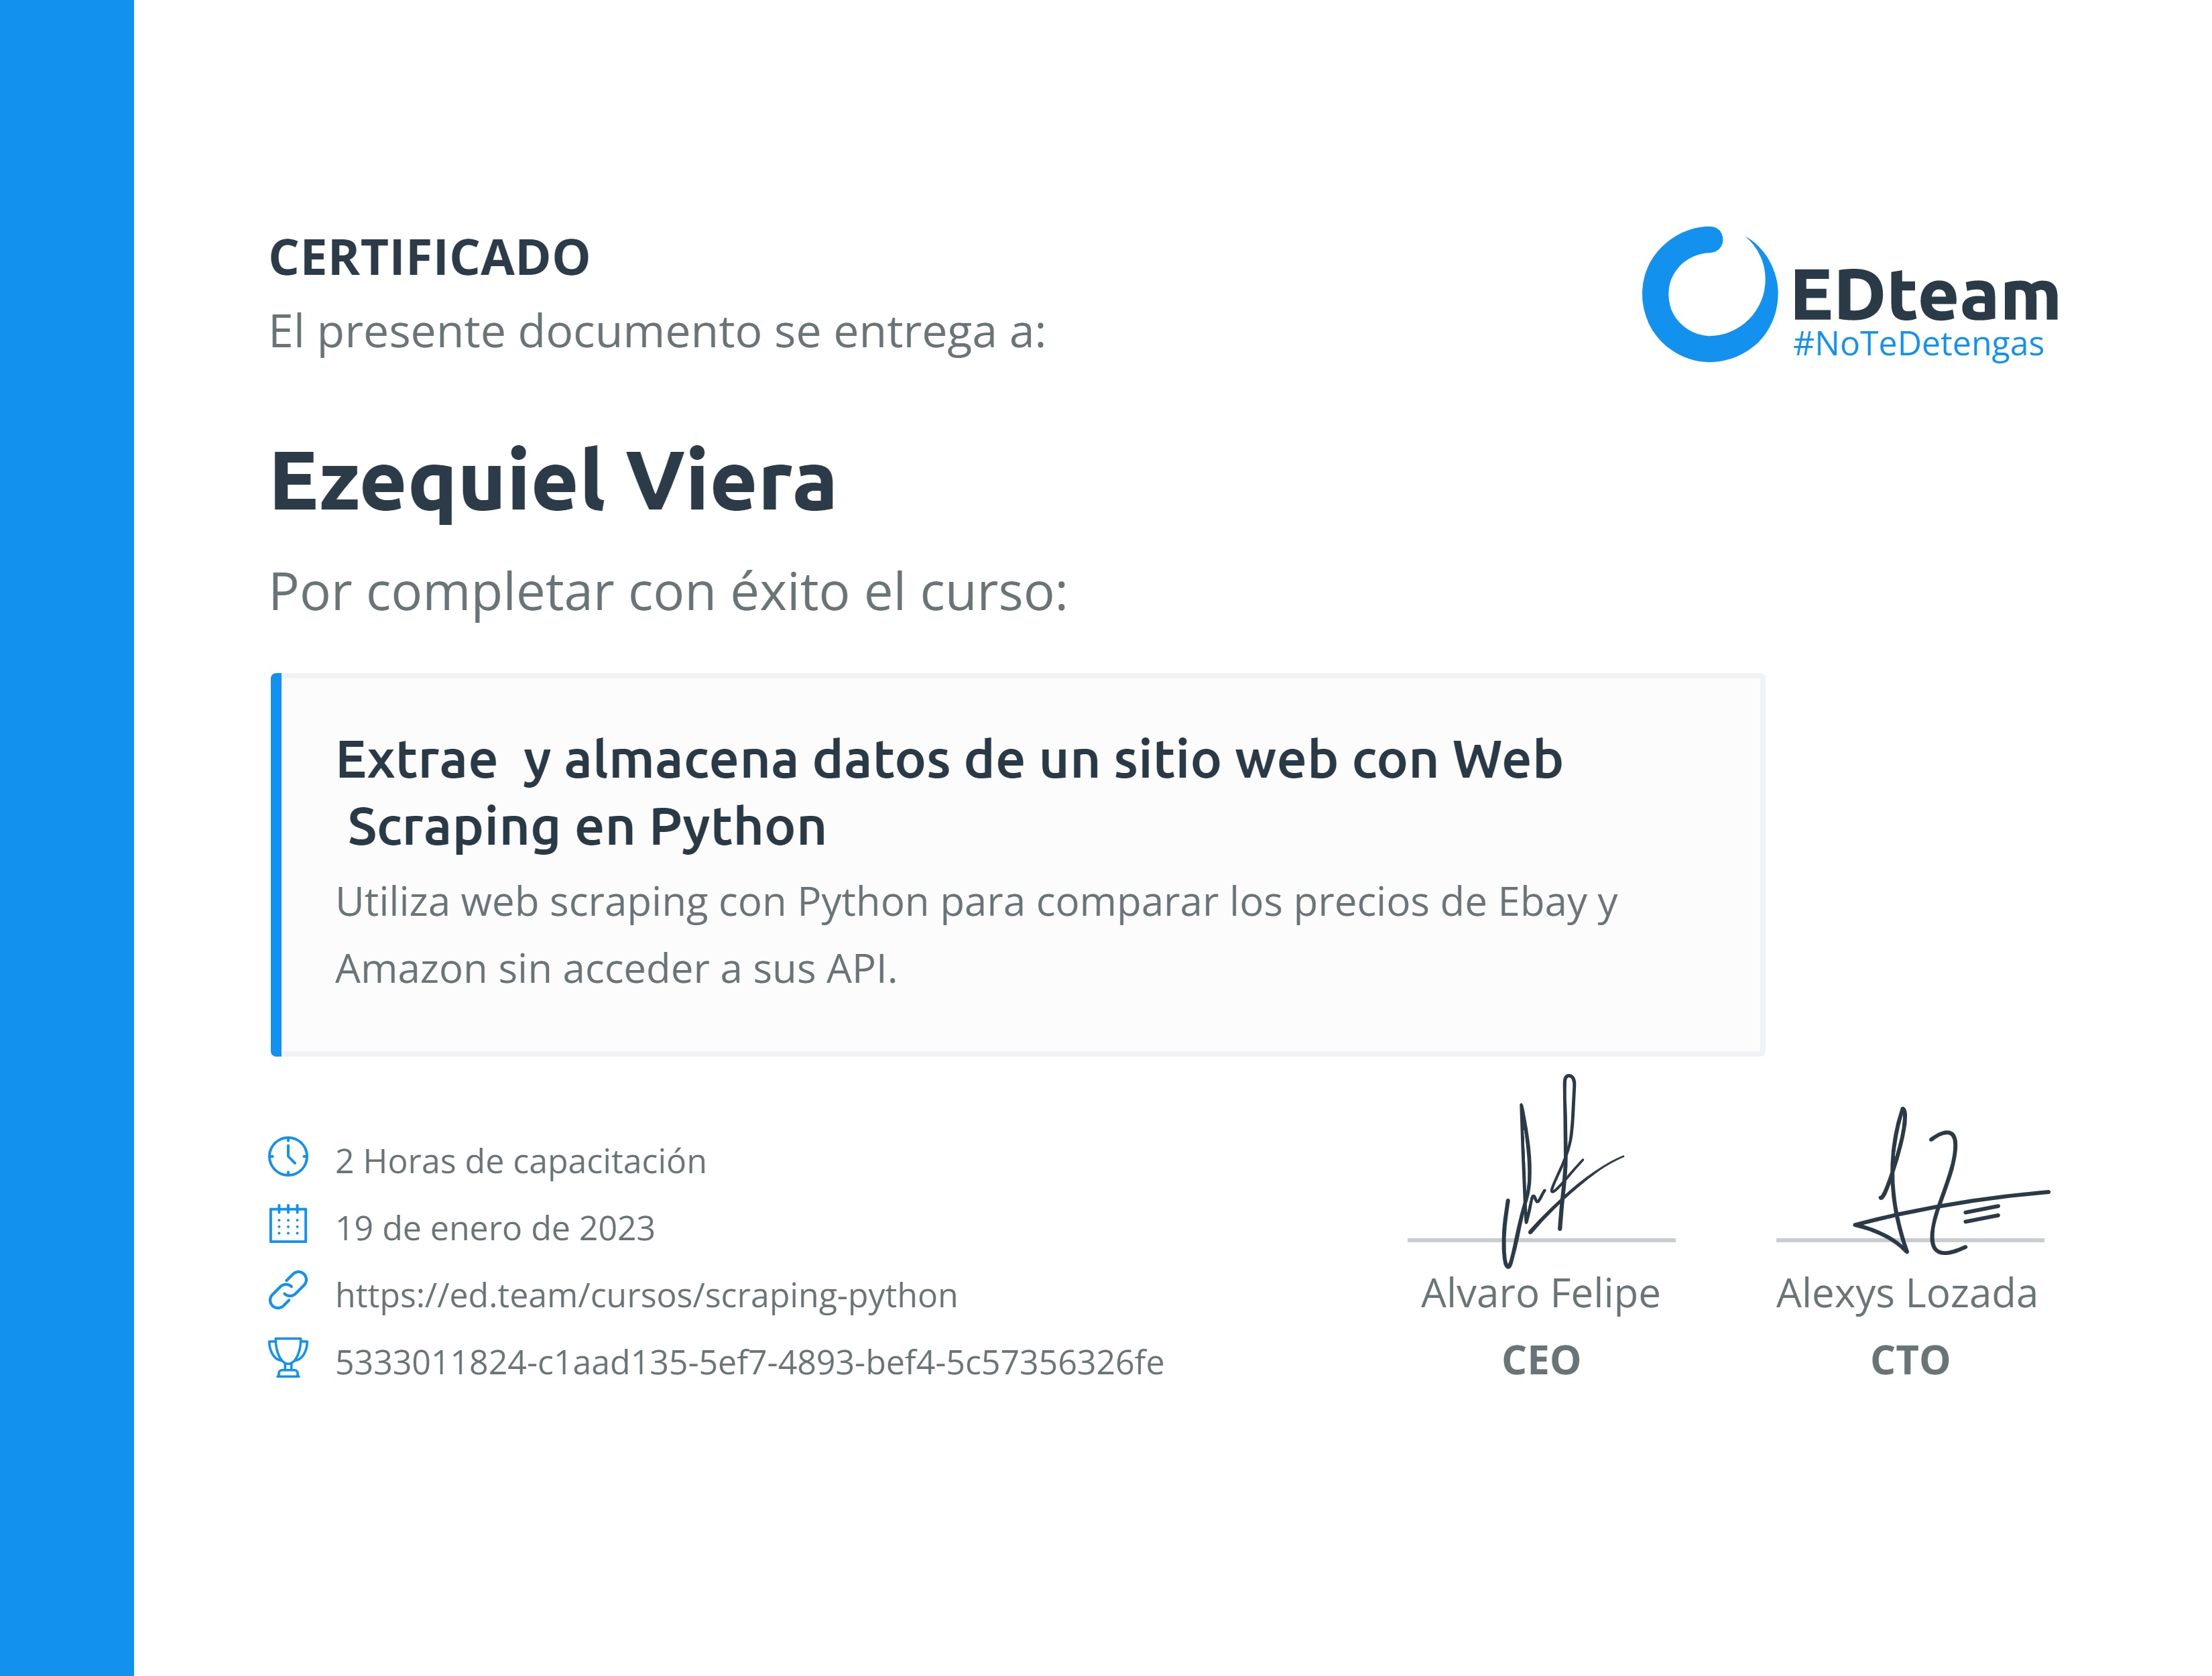 CERTIFICADO
El presente documento se entrega a:
EDteam
#NoTeDetengas
Ezequiel Viera
Por completar con éxito el curso:
Extrae  y almacena datos de un sitio web con Web
Scraping en Python
Utiliza web scraping con Python para comparar los precios de Ebay y
Amazon sin acceder a sus API.
2 Horas de capacitación
19 de enero de 2023
https://ed.team/cursos/scraping-python
5333011824-c1aad135-5ef7-4893-bef4-5c57356326fe
Alvaro Felipe
CEO
Alexys Lozada
CTO